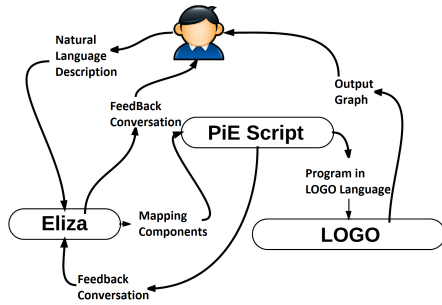 Natural
Language
Description
FeedBack
Conversation
Output
Graph
PiE Script
Program in
LOGO Language
Eliza
Mapping
Components
LOGO
Feedback
Conversation